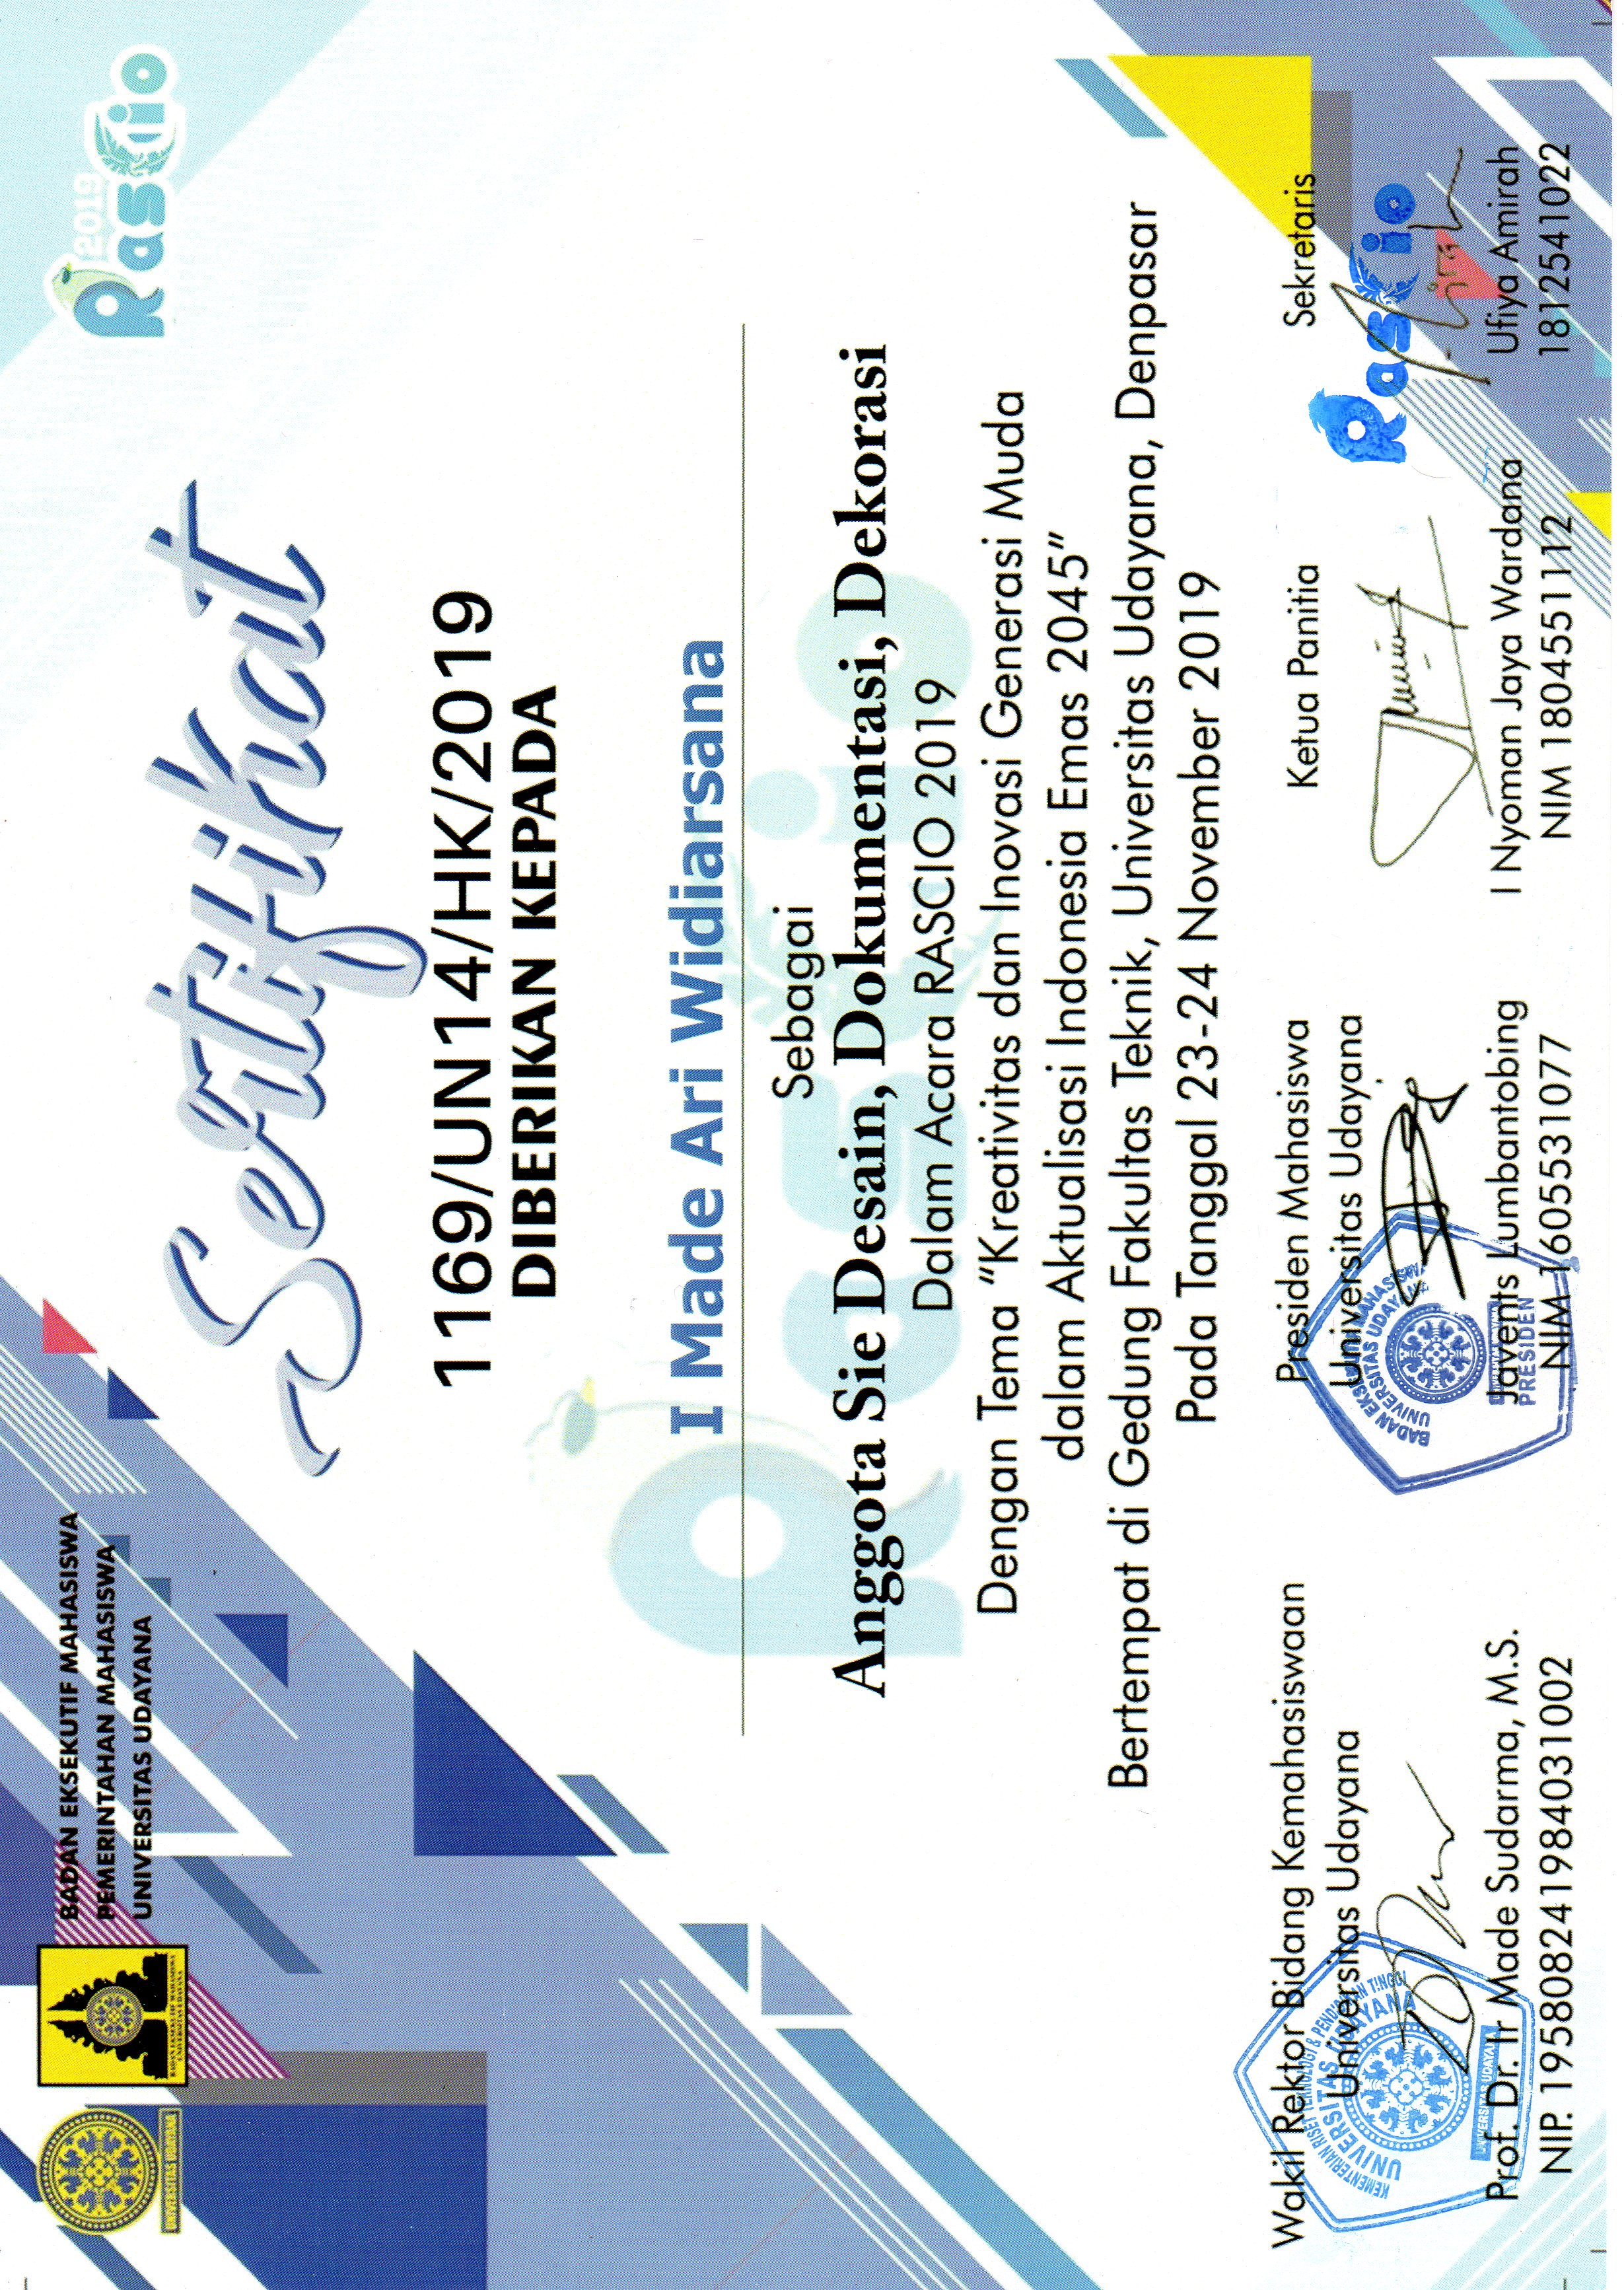 BADAN EKSEKUTIF MAHASISWA
PEMERINTAHAN MAHASISWA
UNIVERSITAS UDAYANA
UNIVERSITAS UDAYANA
BADAN EKSEKUTIF MAHASISWA
UNIVERSITAS UDAYANA
2019
Rascio
Sertifikat
1169/UN14/HK/2019
DIBERIKAN KEPADA
I Made Ari Widiarsana
Sebagai
Anggota Sie Desain, Dokumentasi, Dekorasi
Dalam Acara RASCIO 2019
Dengan Tema “Kreativitas dan Inovasi Generasi Muda
dalam Aktualisasi Indonesia Emas 2045”
Bertempat di Gedung Fakultas Teknik, Universitas Udayana, Denpasar
Pada Tanggal 23-24 November 2019
Rascio
Wakil Rektor Bidang Kemahasiswaan
Universitas Udayana
KEMENTERIAN RISET TEKNOLOGI & PENDIDIKAN TINGGI
UNIVERSITAS UDAYANA
UNIVERSITAS UDAYANA
Prof. Dr. Ir Made Sudarma, M.S.
NIP. 195808241984031002
Presiden Mahasiswa
Universitas Udayana
BADAN EKSEKUTIF MAHASISWA
UNIVERSITAS UDAYANA
UNIVERSITAS UDAYANA
PRESIDEN
Javents Lumbantobing
NIM 1605531077
Ketua Panitia
I Nyoman Jaya Wardana
NIM 1804551112
Sekretaris
Rascio
Ufiya Amirah
1812541022